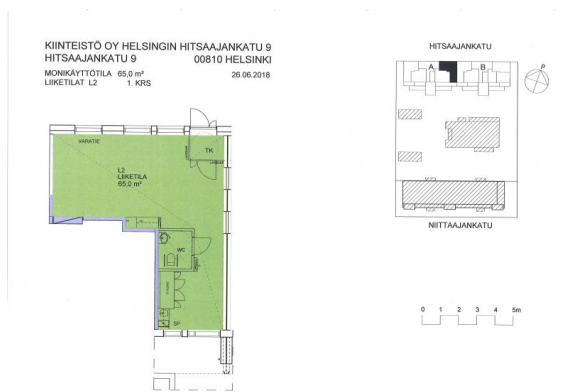 KIINTEISTÖ OY HELSINGIN HITSAAJANKATU 9
HITSAAJANKATU 9 00810 HELSINKI
MONIKÄYTTÖTILA 65,0 m² 26.06.2018
LIIKETILAT L2 1. KRS
VARATIE
TK
L2
LIIKETILA
65,0 m²
WC
SP
HITSAAJANKATU
A B
P
NIITTAAJANKATU
0 1 2 3 4 5m